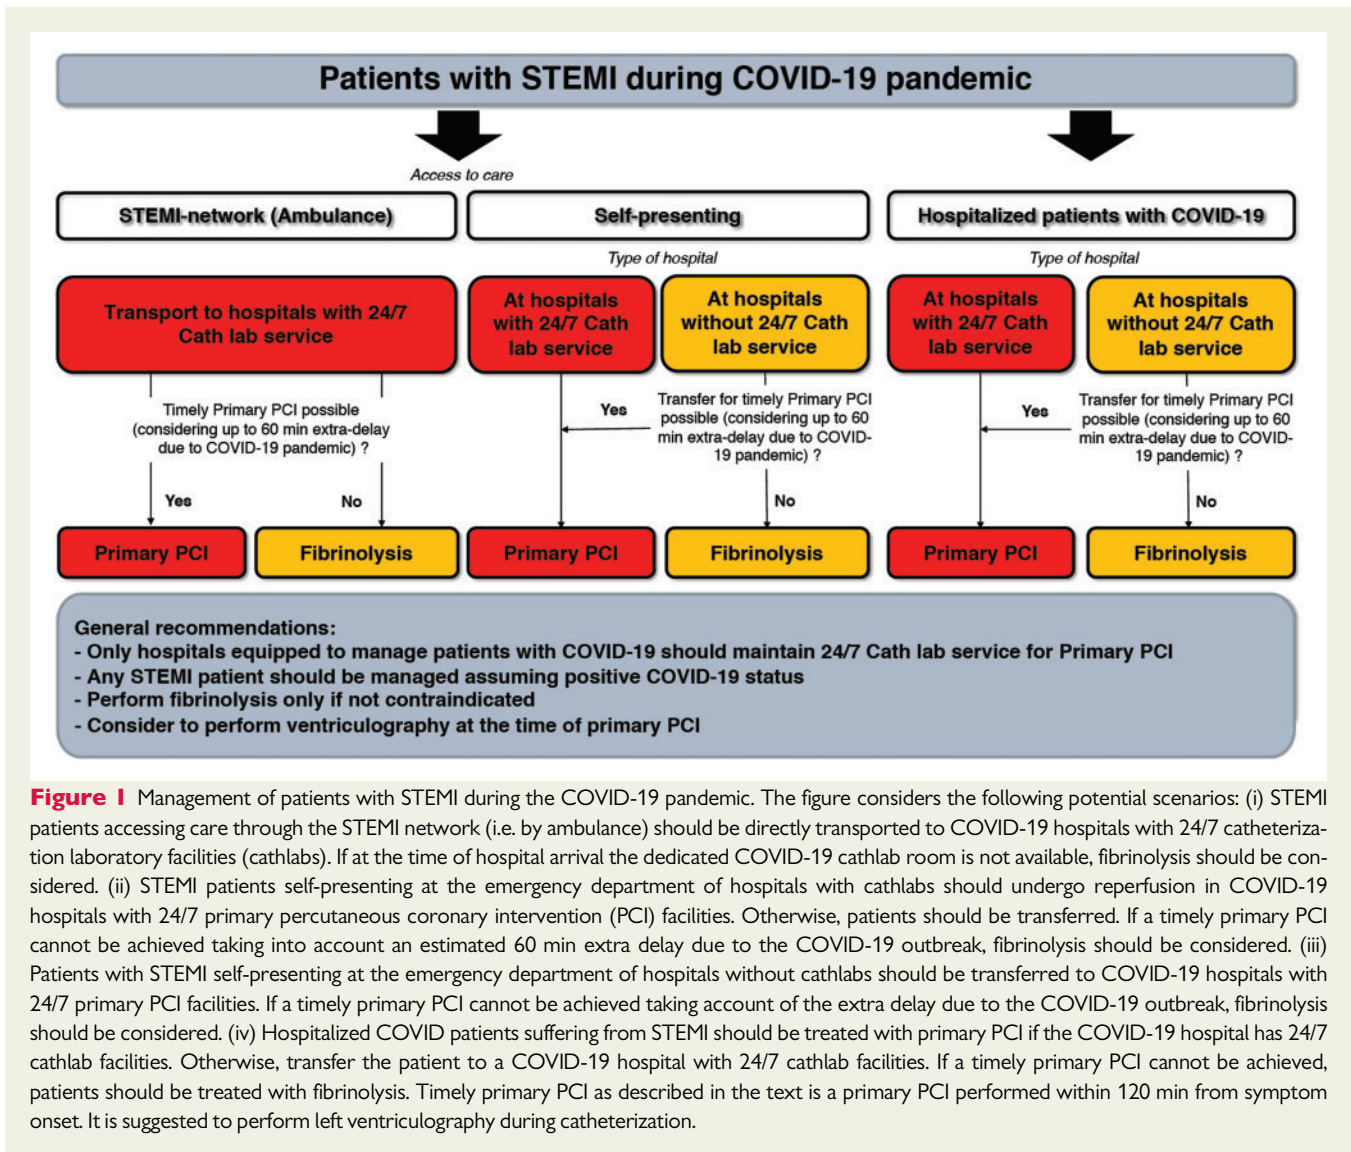 Patients with STEMI during COVID-19 pandemic
Access to care
STEMI-network (Ambulance)
Self-presenting
Hospitalized patients with COVID-19
Type of hospital
Type of hospital
Transport to hospitals with 24/7
Cath lab service
At hospitals
with 24/7 Cath
lab service
At hospitals
without 24/7 Cath
lab service
At hospitals
with 24/7 Cath
lab service
At hospitals
without 24/7 Cath
lab service
Timely Primary PCI possible
(considering up to 60 min extra-delay
due to COVID-19 pandemic) ?
Yes
No
Yes
Transfer for timely Primary PCI
possible (considering up to 60
min extra-delay due to COVID-
19 pandemic) ?
No
Yes
Transfer for timely Primary PCI
possible (considering up to 60
min extra-delay due to COVID-
19 pandemic) ?
No
Primary PCI
Fibrinolysis
Primary PCI
Fibrinolysis
Primary PCI
Fibrinolysis
General recommendations:
- Only hospitals equipped to manage patients with COVID-19 should maintain 24/7 Cath lab service for Primary PCI
- Any STEMI patient should be managed assuming positive COVID-19 status
- Perform fibrinolysis only if not contraindicated
- Consider to perform ventriculography at the time of primary PCI
Figure 1 Management of patients with STEMI during the COVID-19 pandemic. The figure considers the following potential scenarios: (i) STEMI
patients accessing care through the STEMI network (i.e. by ambulance) should be directly transported to COVID-19 hospitals with 24/7 catheteriza-
tion laboratory facilities (cathlabs). If at the time of hospital arrival the dedicated COVID-19 cathlab room is not available, fibrinolysis should be con-
sidered. (ii) STEMI patients self-presenting at the emergency department of hospitals with cathlabs should undergo reperfusion in COVID-19
hospitals with 24/7 primary percutaneous coronary intervention (PCI) facilities. Otherwise, patients should be transferred. If a timely primary PCI
cannot be achieved taking into account an estimated 60 min extra delay due to the COVID-19 outbreak, fibrinolysis should be considered. (iii)
Patients with STEMI self-presenting at the emergency department of hospitals without cathlabs should be transferred to COVID-19 hospitals with
24/7 primary PCI facilities. If a timely primary PCI cannot be achieved taking account of the extra delay due to the COVID-19 outbreak, fibrinolysis
should be considered. (iv) Hospitalized COVID patients suffering from STEMI should be treated with primary PCI if the COVID-19 hospital has 24/7
cathlab facilities. Otherwise, transfer the patient to a COVID-19 hospital with 24/7 cathlab facilities. If a timely primary PCI cannot be achieved,
patients should be treated with fibrinolysis. Timely primary PCI as described in the text is a primary PCI performed within 120 min from symptom
onset. It is suggested to perform left ventriculography during catheterization.